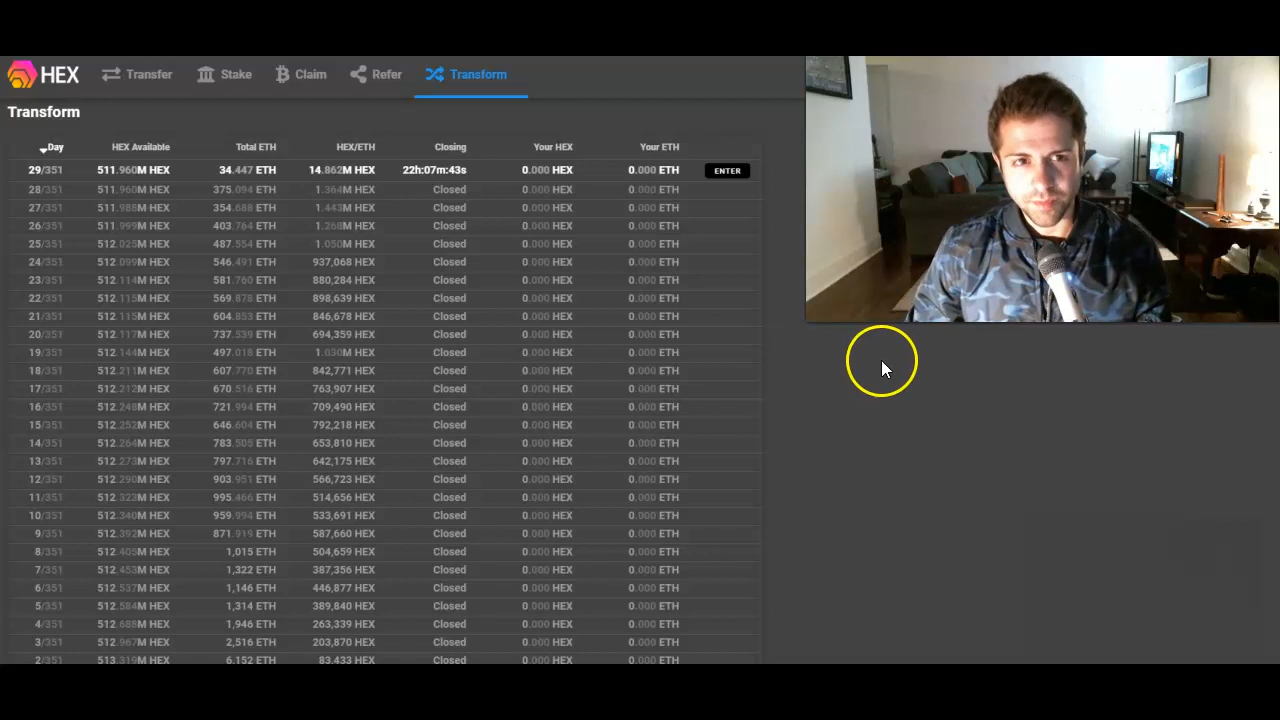 HEX Transfer Stake Claim Refer Transform
Transform
Day HEX Available Total ETH HEX/ETH Closing Your HEX Your ETH
29/351 511.960M HEX 34.447 ETH 14.862M HEX 22h:07m:43s 0.000 HEX 0.000 ETH ENTER
28/351 511.960M HEX 375.094 ETH 1.364M HEX Closed 0.000 HEX 0.000 ETH
27/351 511.985M HEX 354.688 ETH 1.443M HEX Closed 0.000 HEX 0.000 ETH
26/351 511.999M HEX 403.764 ETH 1.268M HEX Closed 0.000 HEX 0.000 ETH
25/351 512.025M HEX 487.554 ETH 1.050M HEX Closed 0.000 HEX 0.000 ETH
24/351 512.099M HEX 546.491 ETH 937,068 HEX Closed 0.000 HEX 0.000 ETH
23/351 512.114M HEX 581.760 ETH 880,284 HEX Closed 0.000 HEX 0.000 ETH
22/351 512.115M HEX 569.878 ETH 898,639 HEX Closed 0.000 HEX 0.000 ETH
21/351 512.115M HEX 604.853 ETH 846,678 HEX Closed 0.000 HEX 0.000 ETH
20/351 512.117M HEX 737.539 ETH 694,359 HEX Closed 0.000 HEX 0.000 ETH
19/351 512.144M HEX 497.018 ETH 1.030M HEX Closed 0.000 HEX 0.000 ETH
18/351 512.211M HEX 607.770 ETH 842,771 HEX Closed 0.000 HEX 0.000 ETH
17/351 512.212M HEX 670.516 ETH 763,907 HEX Closed 0.000 HEX 0.000 ETH
16/351 512.248M HEX 721.994 ETH 709,490 HEX Closed 0.000 HEX 0.000 ETH
15/351 512.252M HEX 646.604 ETH 792,218 HEX Closed 0.000 HEX 0.000 ETH
14/351 512.264M HEX 783.505 ETH 653,810 HEX Closed 0.000 HEX 0.000 ETH
13/351 512.273M HEX 797.716 ETH 642,175 HEX Closed 0.000 HEX 0.000 ETH
12/351 512.290M HEX 903.951 ETH 566,723 HEX Closed 0.000 HEX 0.000 ETH
11/351 512.322M HEX 995.466 ETH 514,656 HEX Closed 0.000 HEX 0.000 ETH
10/351 512.340M HEX 959.994 ETH 533,691 HEX Closed 0.000 HEX 0.000 ETH
9/351 512.392M HEX 871.919 ETH 587,660 HEX Closed 0.000 HEX 0.000 ETH
8/351 512.405M HEX 1,015 ETH 504,659 HEX Closed 0.000 HEX 0.000 ETH
7/351 512.453M HEX 1,322 ETH 387,356 HEX Closed 0.000 HEX 0.000 ETH
6/351 512.537M HEX 1,146 ETH 446,877 HEX Closed 0.000 HEX 0.000 ETH
5/351 512.584M HEX 1,314 ETH 389,840 HEX Closed 0.000 HEX 0.000 ETH
4/351 512.688M HEX 1,946 ETH 263,339 HEX Closed 0.000 HEX 0.000 ETH
3/351 512.967M HEX 2,516 ETH 203,870 HEX Closed 0.000 HEX 0.000 ETH
2/351 513.319M HEX 6,152 ETH 83,433 HEX Closed 0.000 HEX 0.000 ETH